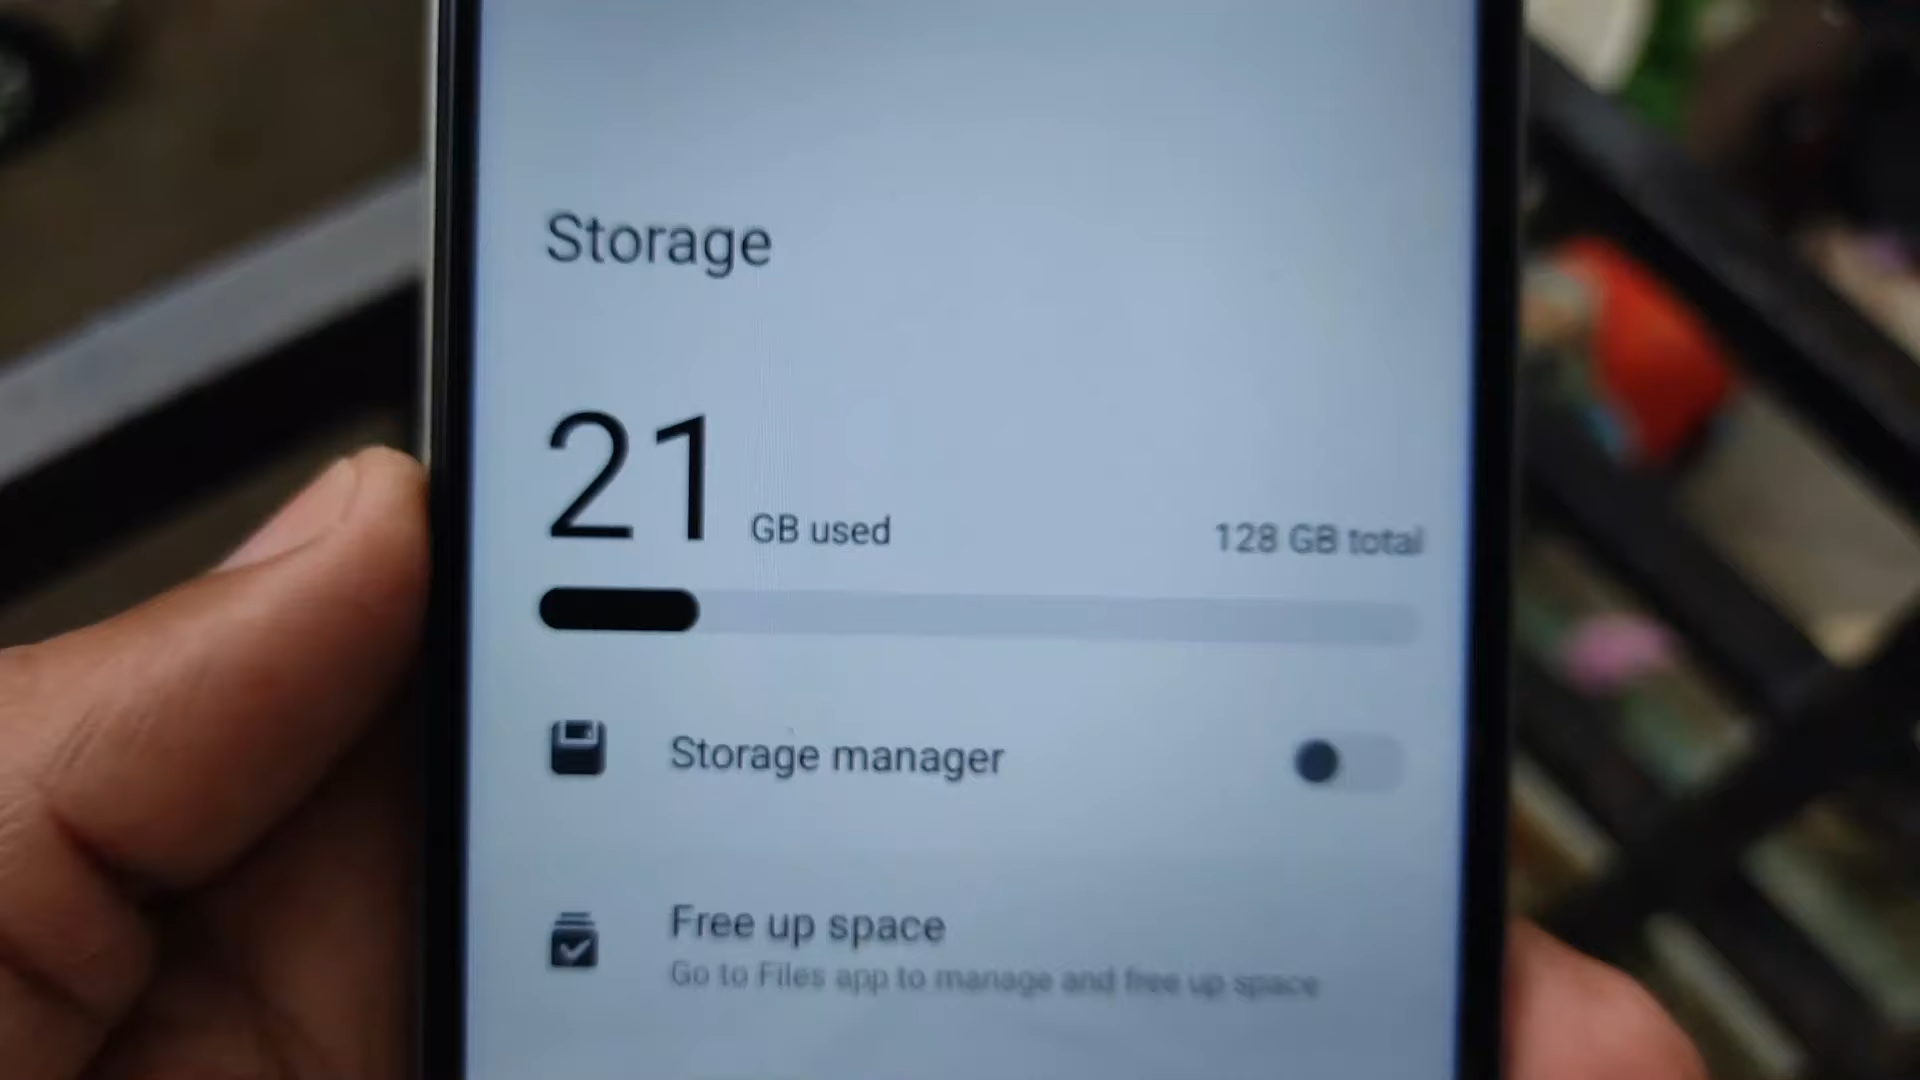 Storage
21 GB used 128 GB total
Storage manager
Free up space
Go to Files app to manage and free up space